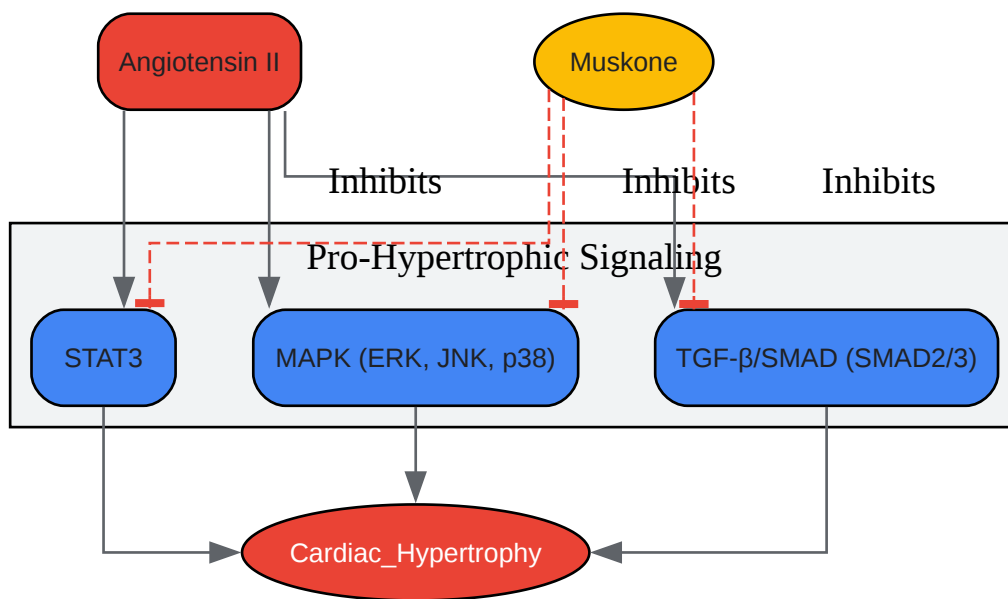 Angiotensin II
Muskone
Inhibits
Inhibits
Inhibits
Pro-Hypertrophic Signaling
STAT3
MAPK (ERK, JNK, p38)
TGF-β/SMAD (SMAD2/3)
Cardiac_Hypertrophy